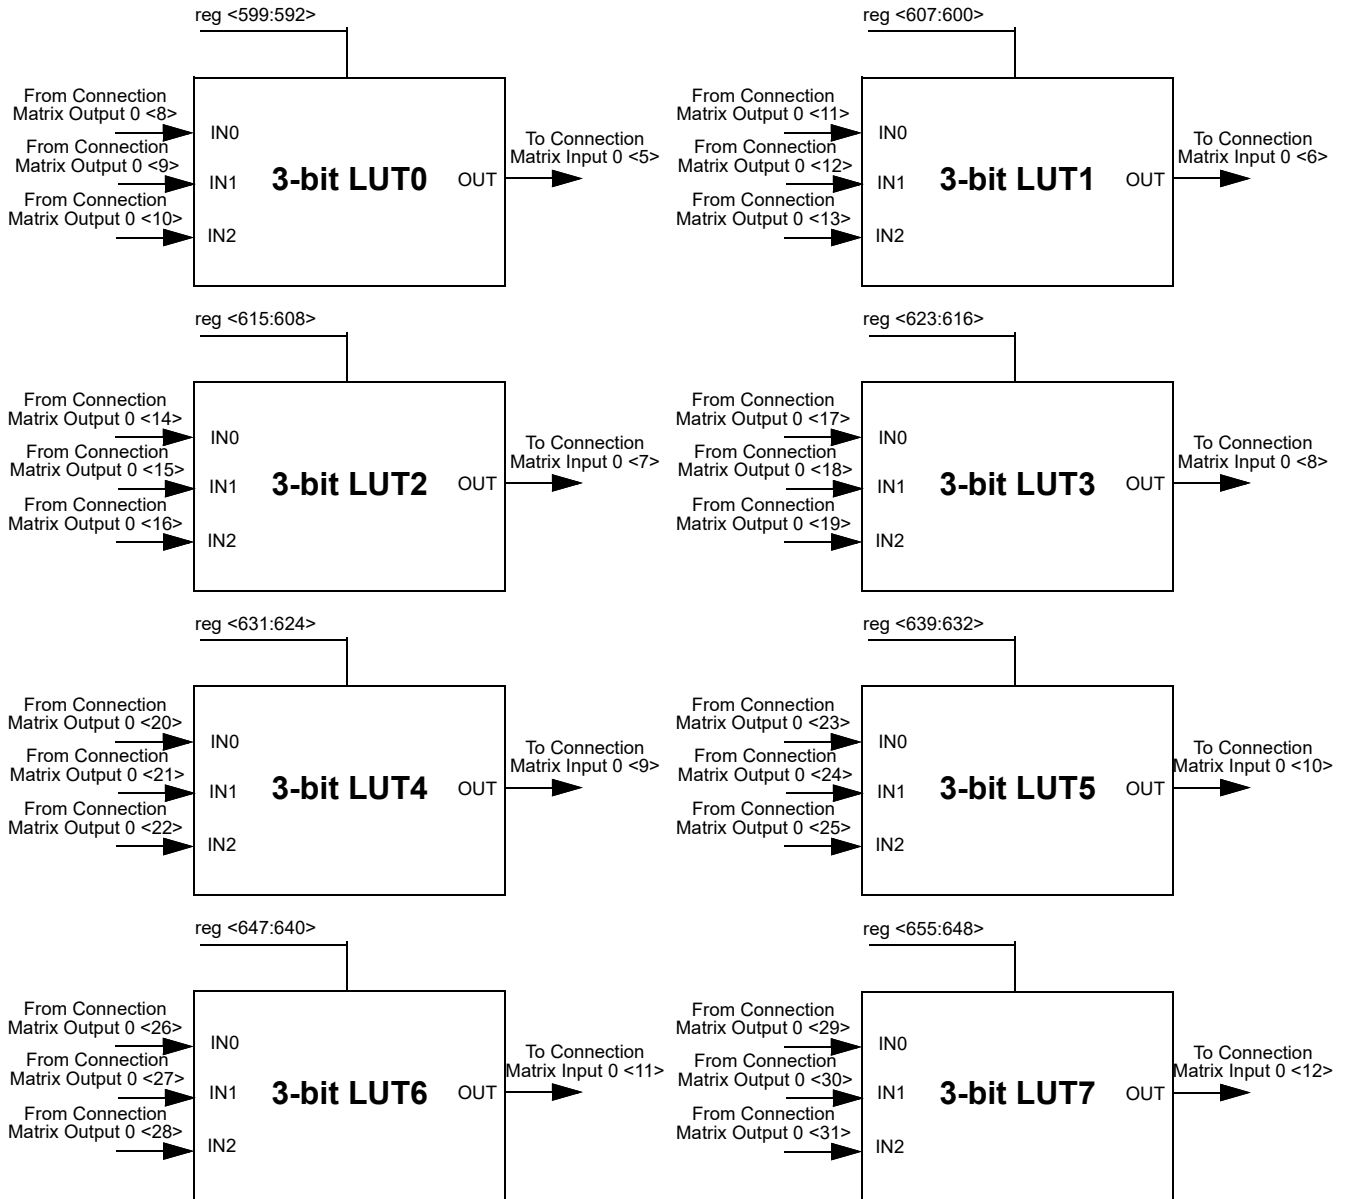 reg <599:592>
From Connection
Matrix Output 0 <8>
IN0
From Connection
Matrix Output 0 <9>
IN1
From Connection
Matrix Output 0 <10>
IN2
3-bit LUT0
OUT
To Connection
Matrix Input 0 <5>
reg <607:600>
From Connection
Matrix Output 0 <11>
IN0
From Connection
Matrix Output 0 <12>
IN1
From Connection
Matrix Output 0 <13>
IN2
3-bit LUT1
OUT
To Connection
Matrix Input 0 <6>
reg <615:608>
From Connection
Matrix Output 0 <14>
IN0
From Connection
Matrix Output 0 <15>
IN1
From Connection
Matrix Output 0 <16>
IN2
3-bit LUT2
OUT
To Connection
Matrix Input 0 <7>
reg <623:616>
From Connection
Matrix Output 0 <17>
IN0
From Connection
Matrix Output 0 <18>
IN1
From Connection
Matrix Output 0 <19>
IN2
3-bit LUT3
OUT
To Connection
Matrix Input 0 <8>
reg <631:624>
From Connection
Matrix Output 0 <20>
IN0
From Connection
Matrix Output 0 <21>
IN1
From Connection
Matrix Output 0 <22>
IN2
3-bit LUT4
OUT
To Connection
Matrix Input 0 <9>
reg <639:632>
From Connection
Matrix Output 0 <23>
IN0
From Connection
Matrix Output 0 <24>
IN1
From Connection
Matrix Output 0 <25>
IN2
3-bit LUT5
OUT
To Connection
Matrix Input 0 <10>
reg <647:640>
From Connection
Matrix Output 0 <26>
IN0
From Connection
Matrix Output 0 <27>
IN1
From Connection
Matrix Output 0 <28>
IN2
3-bit LUT6
OUT
To Connection
Matrix Input 0 <11>
reg <655:648>
From Connection
Matrix Output 0 <29>
IN0
From Connection
Matrix Output 0 <30>
IN1
From Connection
Matrix Output 0 <31>
IN2
3-bit LUT7
OUT
To Connection
Matrix Input 0 <12>